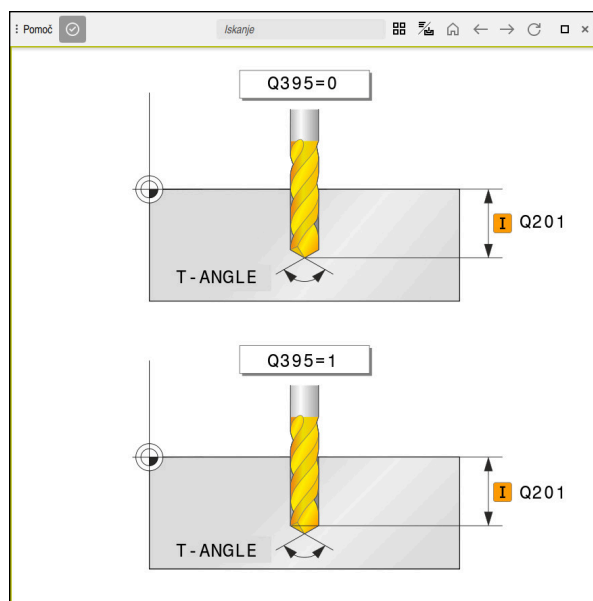 Pomoč
Iskanje
Q395=0
I Q201
T-ANGLE
Q395=1
I Q201
T-ANGLE